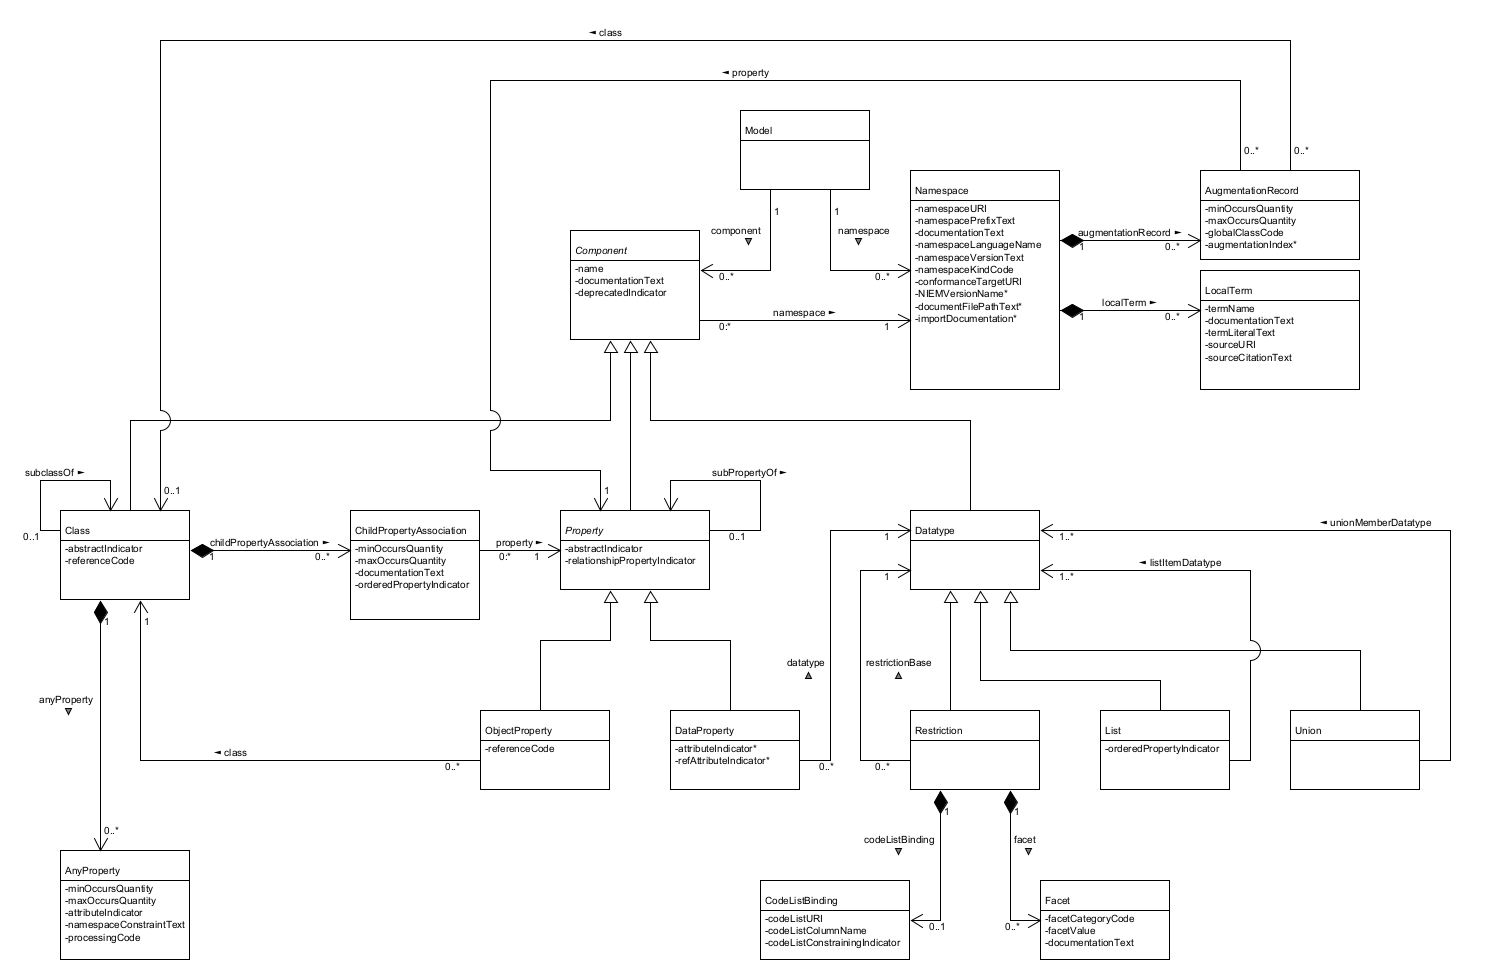 ◄ class
◄ property
Model
0..*
0..*
1
1
component
▼
namespace
▼
0..*
0..*
Component
-name
-documentationText
-deprecatedIndicator
namespace ►
0:*
1
Namespace
-namespaceURI
-namespacePrefixText
-documentationText
-namespaceLanguageName
-namespaceVersionText
-namespaceKindCode
-conformanceTargetURI
-NIEMVersionName*
-documentFilePathText*
-importDocumentation*
augmentationRecord ►
1
0..*
localTerm ►
1
0..*
AugmentationRecord
-minOccursQuantity
-maxOccursQuantity
-globalClassCode
-augmentationIndex*
LocalTerm
-termName
-documentationText
-termLiteralText
-sourceURI
-sourceCitationText
subclassOf ►
0..1
0..1
Class
-abstractIndicator
-referenceCode
childPropertyAssociation ►
1
0..*
ChildPropertyAssociation
-minOccursQuantity
-maxOccursQuantity
-documentationText
-orderedPropertyIndicator
property ►
0:*
1
1
subPropertyOf ►
0..1
Property
-abstractIndicator
-relationshipPropertyIndicator
Datatype
1
1
◄ unionMemberDatatype
1..*
◄ listItemDatatype
1..*
1
1
anyProperty
▼
0..*
◄ class
0..*
ObjectProperty
-referenceCode
DataProperty
-attributeIndicator*
-refAttributeIndicator*
datatype
▲
0..*
restrictionBase
▲
0..*
Restriction
List
-orderedPropertyIndicator
Union
1
1
codeListBinding
▼
facet
▼
0..1
0..*
AnyProperty
-minOccursQuantity
-maxOccursQuantity
-attributeIndicator
-namespaceConstraintText
-processingCode
CodeListBinding
-codeListURI
-codeListColumnName
-codeListConstrainingIndicator
Facet
-facetCategoryCode
-facetValue
-documentationText